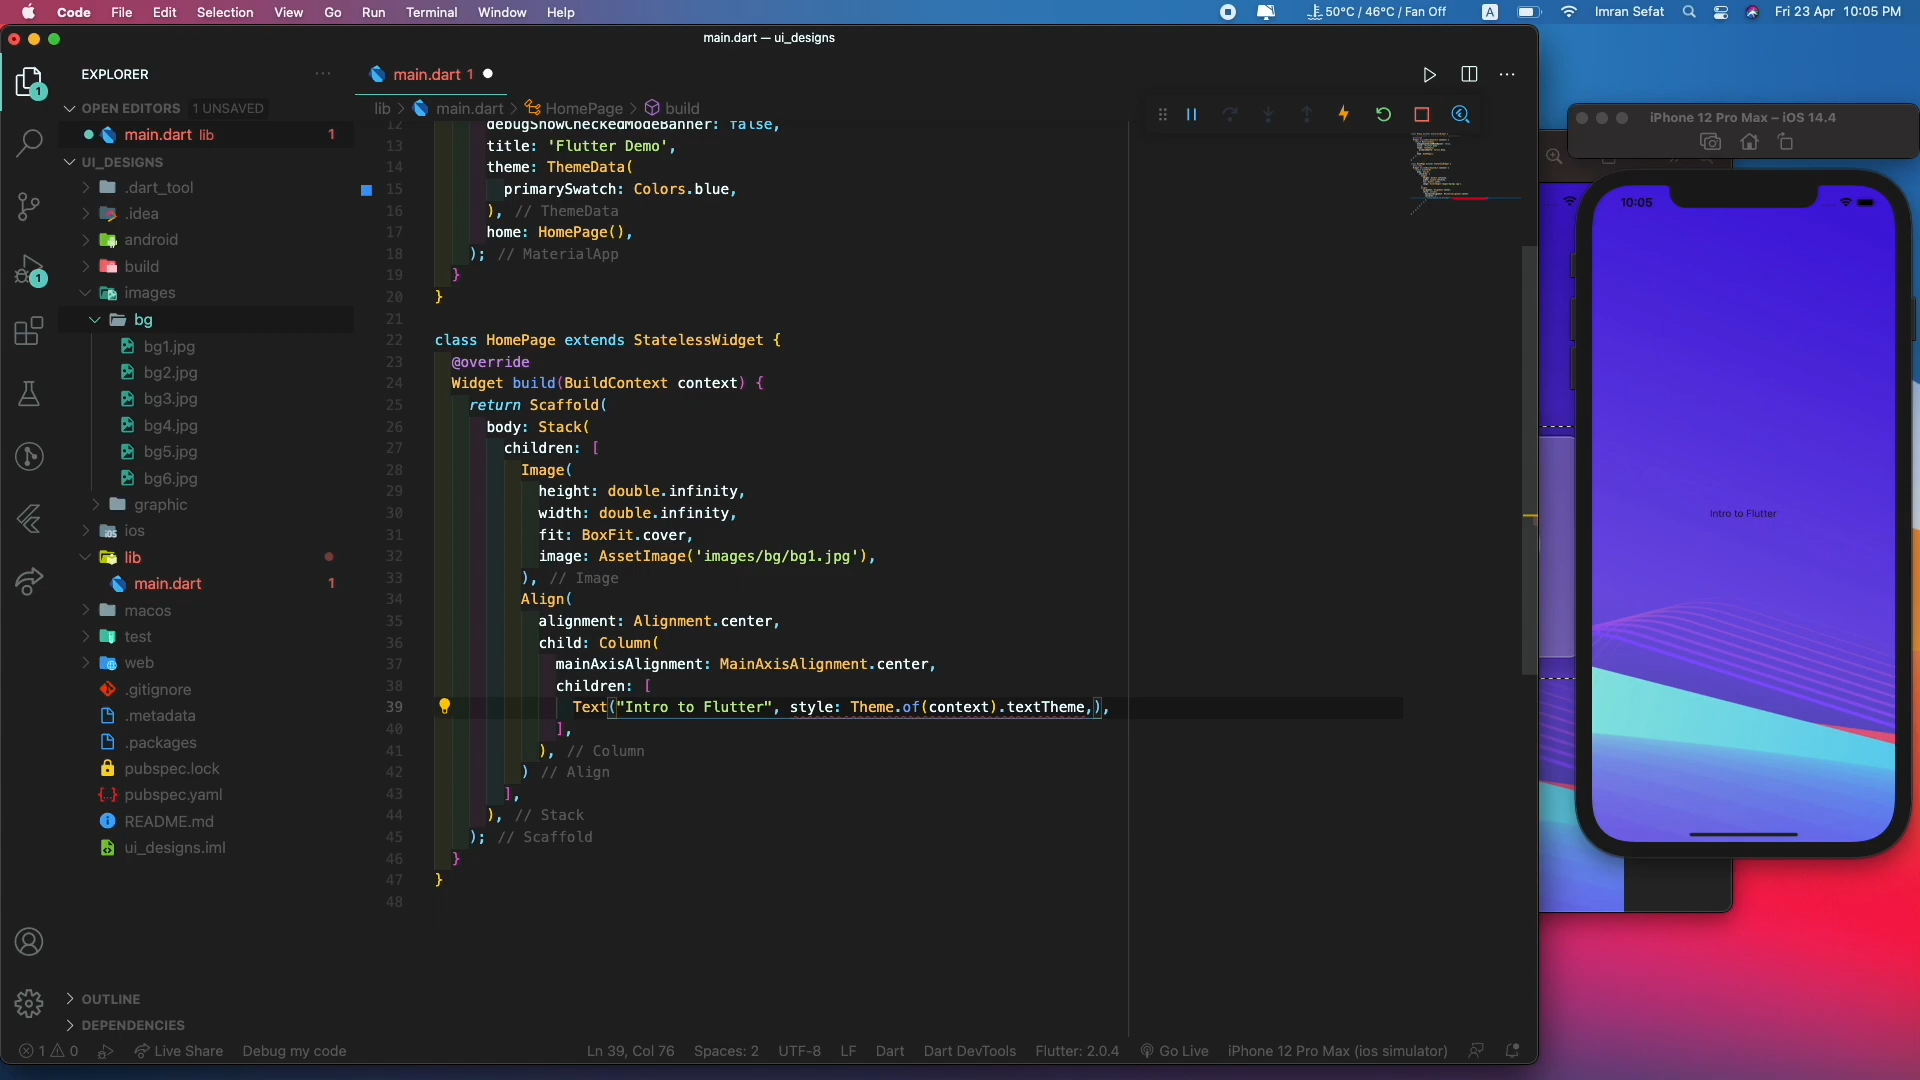 Code File Edit Selection View Go Run Terminal Window Help
50°C / 46°C / Fan Off A Imran Sefat Fri 23 Apr 10:05 PM
main.dart — ui_designs
EXPLORER
main.dart 1
OPEN EDITORS 1 UNSAVED
lib > main.dart > HomePage > build
main.dart lib 1
UI_DESIGNS
.dart_tool
.idea
android
build
images
bg
bg1.jpg
bg2.jpg
bg3.jpg
bg4.jpg
bg5.jpg
bg6.jpg
graphic
ios
lib
main.dart 1
macos
test
web
.gitignore
.metadata
.packages
pubspec.lock
pubspec.yaml
README.md
ui_designs.iml
OUTLINE
DEPENDENCIES
12 debugShowCheckedModeBanner: false,
13 title: 'Flutter Demo',
14 theme: ThemeData(
15 primarySwatch: Colors.blue,
16 ), // ThemeData
17 home: HomePage(),
18 ); // MaterialApp
19 }
20 }
21
22 class HomePage extends StatelessWidget {
23 @override
24 Widget build(BuildContext context) {
25 return Scaffold(
26 body: Stack(
27 children: [
28 Image(
29 height: double.infinity,
30 width: double.infinity,
31 fit: BoxFit.cover,
32 image: AssetImage('images/bg/bg1.jpg'),
33 ), // Image
34 Align(
35 alignment: Alignment.center,
36 child: Column(
37 mainAxisAlignment: MainAxisAlignment.center,
38 children: [
39 Text("Intro to Flutter", style: Theme.of(context).textTheme,),
40 ],
41 ), // Column
42 ) // Align
43 ],
44 ), // Stack
45 ); // Scaffold
46 }
47 }
48
1 0 Live Share Debug my code Ln 39, Col 76 Spaces: 2 UTF-8 LF Dart Dart DevTools Flutter: 2.0.4 Go Live iPhone 12 Pro Max (ios simulator)
iPhone 12 Pro Max – iOS 14.4
10:05
Intro to Flutter
1
1